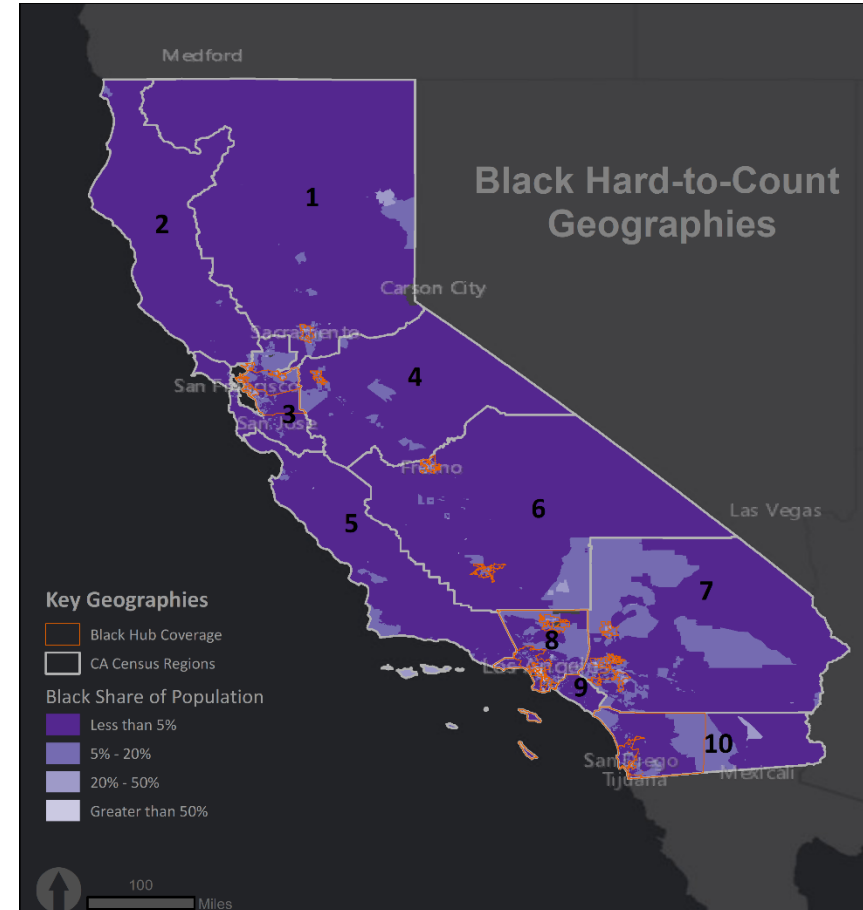 Medford
Black Hard-to-Count
Geographies
1
2
Carson City
Sacramento
San Francisco
4
3
San Jose
Fresno
6
5
Las Vegas
7
8
Los Angeles
9
10
San Diego
Tijuana
Mexicali
Key Geographies
Black Hub Coverage
CA Census Regions
Black Share of Population
Less than 5%
5% - 20%
20% - 50%
Greater than 50%
100
Miles